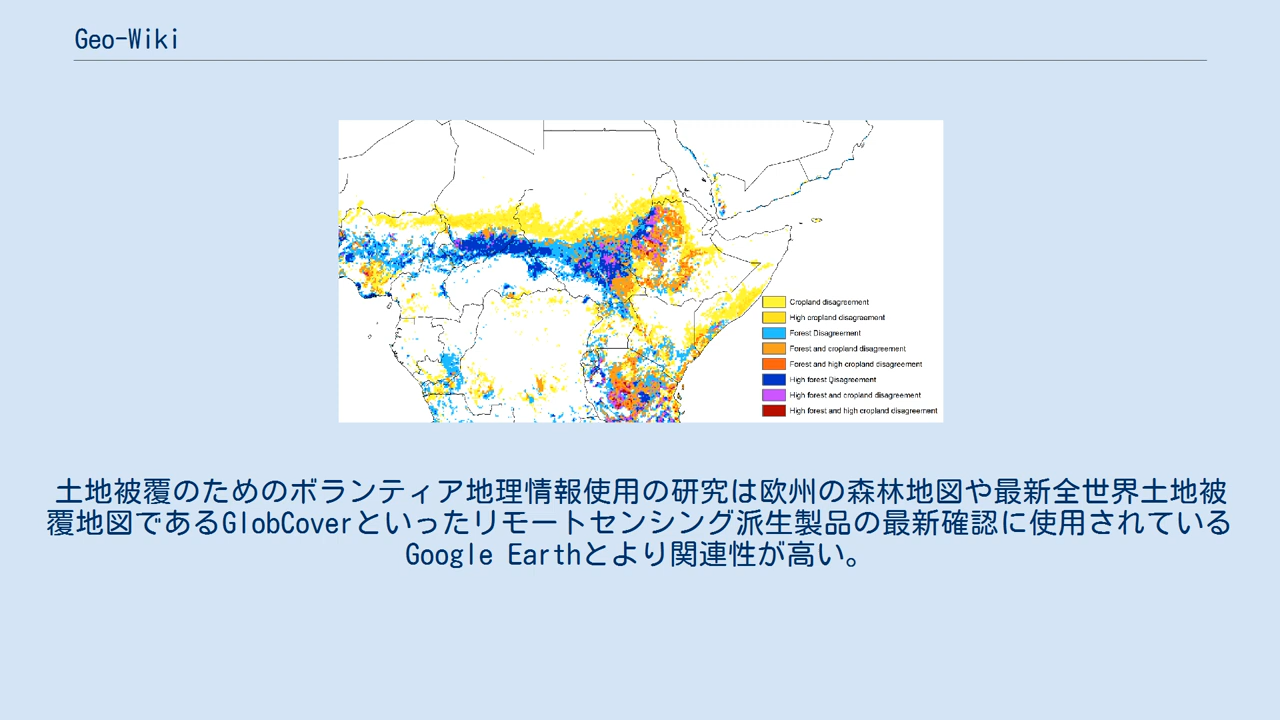 Geo-Wiki
Cropland disagreement
High cropland disagreement
Forest Disagreement
Forest and cropland disagreement
Forest and high cropland disagreement
High forest Disagreement
High forest and cropland disagreement
High forest and high cropland disagreement
土地被覆のためのボランティア地理情報使用の研究は欧州の森林地図や最新全世界土地被
覆地図であるGlobCoverといったリモートセンシング派生製品の最新確認に使用されている
Google Earthとより関連性が高い。